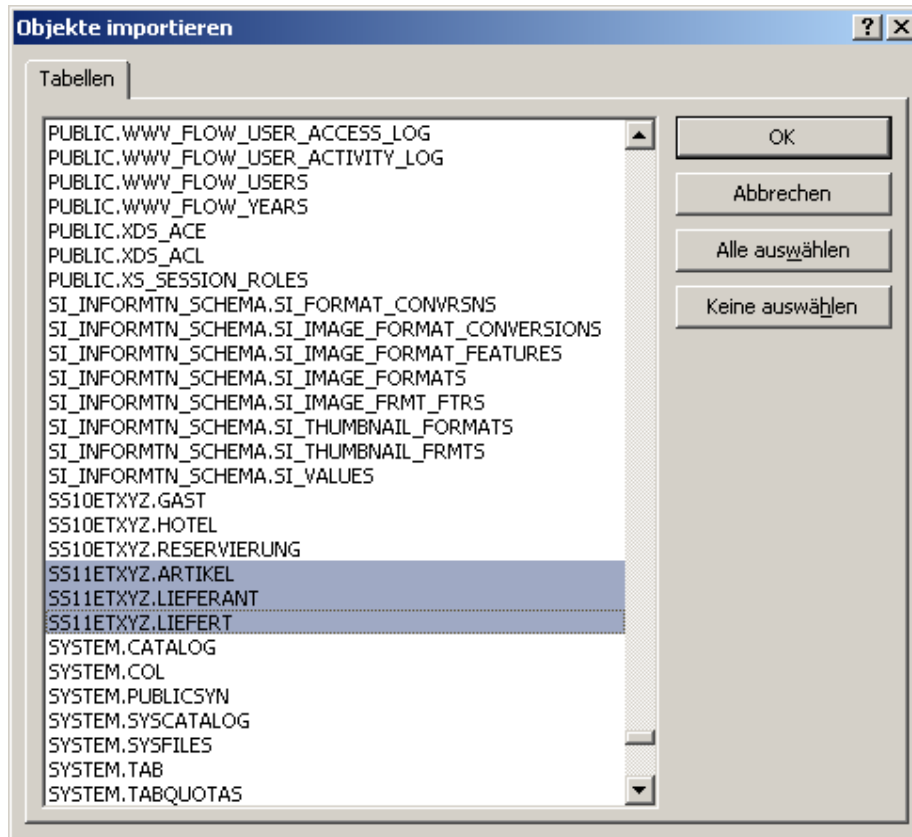 Objekte importieren
Tabellen
PUBLIC.WWV_FLOW_USER_ACCESS_LOG
PUBLIC.WWV_FLOW_USER_ACTIVITY_LOG
PUBLIC.WWV_FLOW_USERS
PUBLIC.WWV_FLOW_YEARS
PUBLIC.XDS_ACE
PUBLIC.XDS_ACL
PUBLIC.XS_SESSION_ROLES
SI_INFORMTN_SCHEMA.SI_FORMAT_CONVRSNS
SI_INFORMTN_SCHEMA.SI_IMAGE_FORMAT_CONVERSIONS
SI_INFORMTN_SCHEMA.SI_IMAGE_FORMAT_FEATURES
SI_INFORMTN_SCHEMA.SI_IMAGE_FORMATS
SI_INFORMTN_SCHEMA.SI_IMAGE_FRMT_FTRS
SI_INFORMTN_SCHEMA.SI_THUMBNAIL_FORMATS
SI_INFORMTN_SCHEMA.SI_THUMBNAIL_FRMTS
SI_INFORMTN_SCHEMA.SI_VALUES
SS10ETXYZ.GAST
SS10ETXYZ.HOTEL
SS10ETXYZ.RESERVIERUNG
SS11ETXYZ.ARTIKEL
SS11ETXYZ.LIEFERANT
SS11ETXYZ.LIEFERT
SYSTEM.CATALOG
SYSTEM.COL
SYSTEM.PUBLICSYN
SYSTEM.SYSCATALOG
SYSTEM.SYSFILES
SYSTEM.TAB
SYSTEM.TABQUOTAS
OK
Abbrechen
Alle auswählen
Keine auswählen